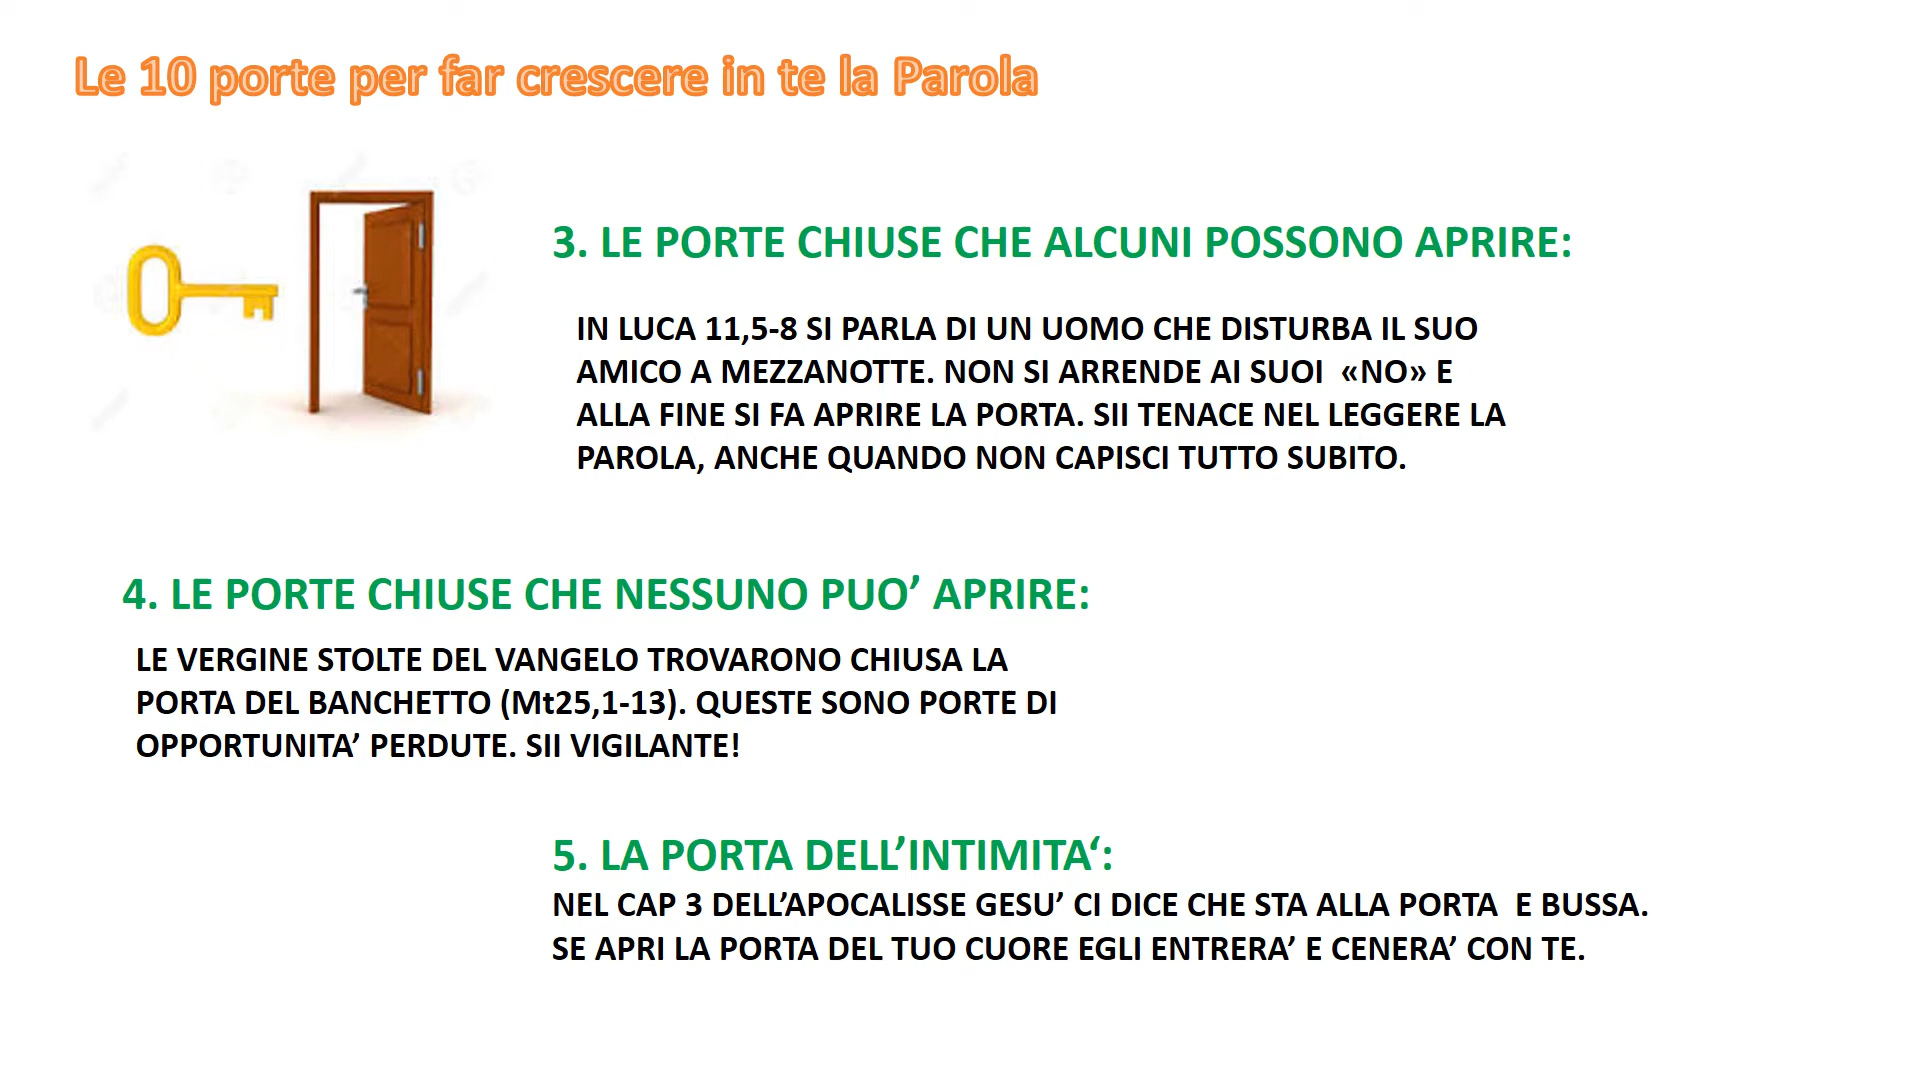 Le 10 porte per far crescere in te la Parola
3. LE PORTE CHIUSE CHE ALCUNI POSSONO APRIRE:
IN LUCA 11,5-8 SI PARLA DI UN UOMO CHE DISTURBA IL SUO
AMICO A MEZZANOTTE. NON SI ARRENDE AI SUOI «NO» E
ALLA FINE SI FA APRIRE LA PORTA. SII TENACE NEL LEGGERE LA
PAROLA, ANCHE QUANDO NON CAPISCI TUTTO SUBITO.
4. LE PORTE CHIUSE CHE NESSUNO PUO’ APRIRE:
LE VERGINE STOLTE DEL VANGELO TROVARONO CHIUSA LA
PORTA DEL BANCHETTO (Mt25,1-13). QUESTE SONO PORTE DI
OPPORTUNITA’ PERDUTE. SII VIGILANTE!
5. LA PORTA DELL’INTIMITA‘:
NEL CAP 3 DELL’APOCALISSE GESU’ CI DICE CHE STA ALLA PORTA E BUSSA.
SE APRI LA PORTA DEL TUO CUORE EGLI ENTRERA’ E CENERA’ CON TE.